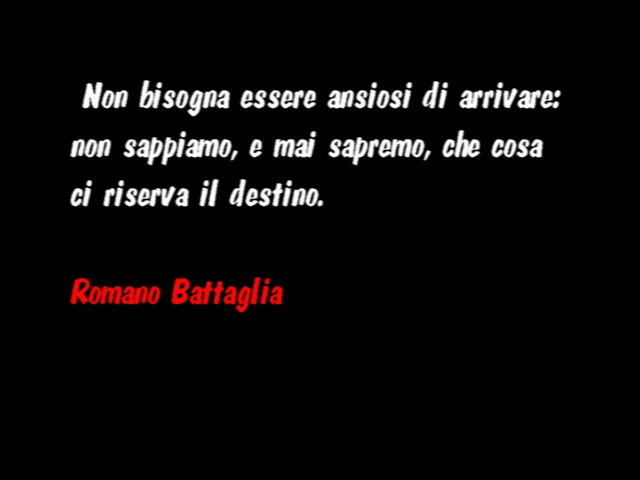 Non bisogna essere ansiosi di arrivare:
non sappiamo, e mai sapremo, che cosa
ci riserva il destino.
Romano Battaglia